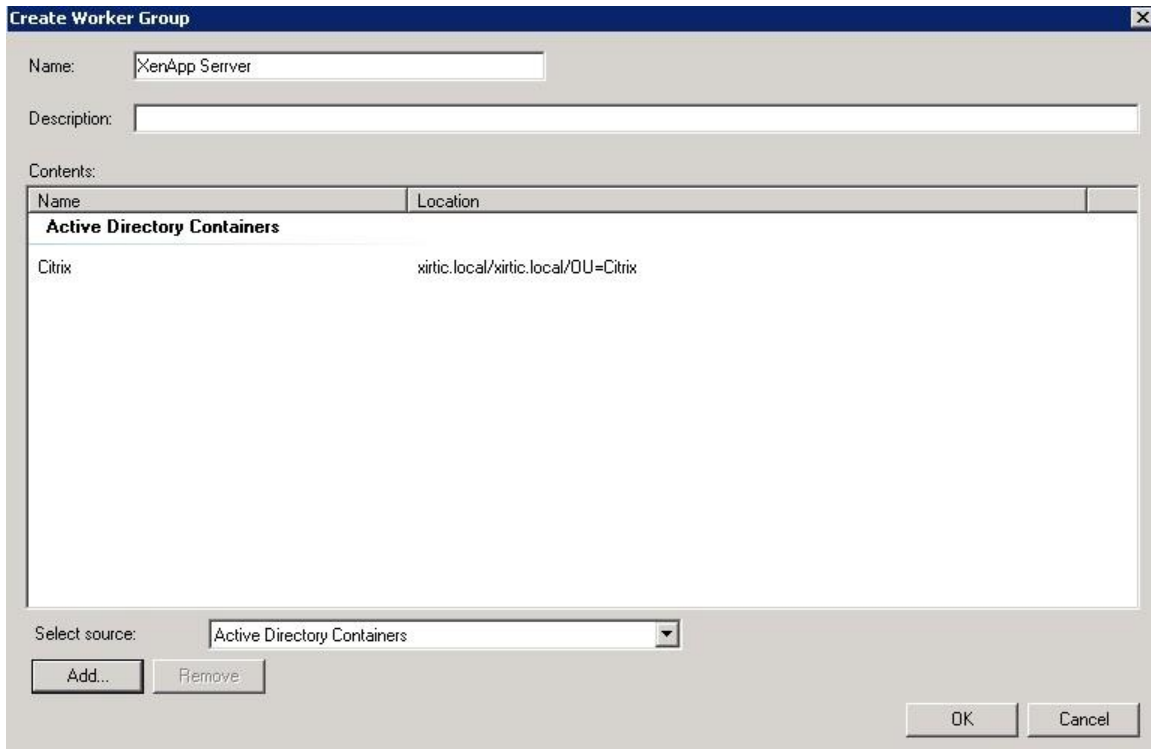 Create Worker Group
Name: XenApp Serrver
Description:
Contents:
Name Location
Active Directory Containers
Citrix xirtic.local/xirtic.local/OU=Citrix
Select source: Active Directory Containers
Add... Remove
OK Cancel